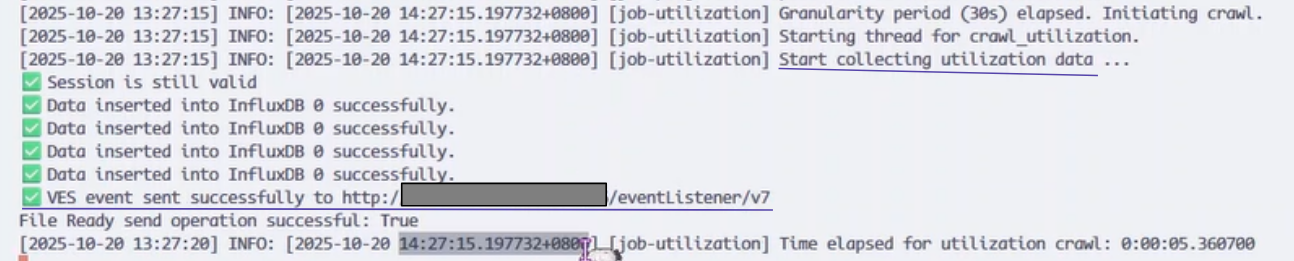 [2025-10-20 13:27:15] INFO: [2025-10-20 14:27:15.197732+0800] [job-utilization] Granularity period (30s) elapsed. Initiating crawl.
[2025-10-20 13:27:15] INFO: [2025-10-20 14:27:15.197732+0800] [job-utilization] Starting thread for crawl_utilization.
[2025-10-20 13:27:15] INFO: [2025-10-20 14:27:15.197732+0800] [job-utilization] Start collecting utilization data ...
✅ Session is still valid
✅ Data inserted into InfluxDB 0 successfully.
✅ Data inserted into InfluxDB 0 successfully.
✅ Data inserted into InfluxDB 0 successfully.
✅ Data inserted into InfluxDB 0 successfully.
✅ VES event sent successfully to http:/ /eventListener/v7
File Ready send operation successful: True
[2025-10-20 13:27:20] INFO: [2025-10-20 14:27:15.197732+0800] [job-utilization] Time elapsed for utilization crawl: 0:00:05.360700